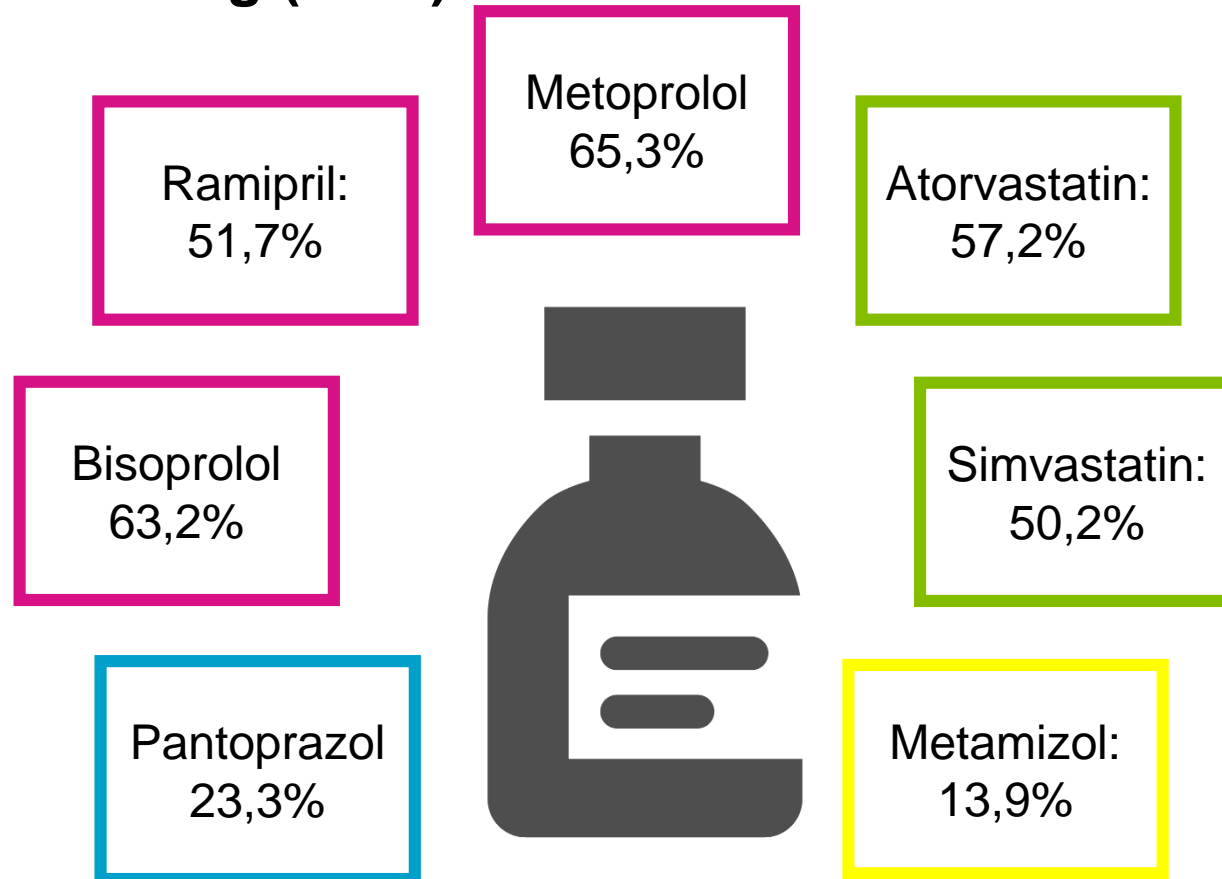 Metoprolol
65,3%
Ramipril:
51,7%
Atorvastatin:
57,2%
Bisoprolol
63,2%
Simvastatin:
50,2%
Pantoprazol
23,3%
Metamizol:
13,9%